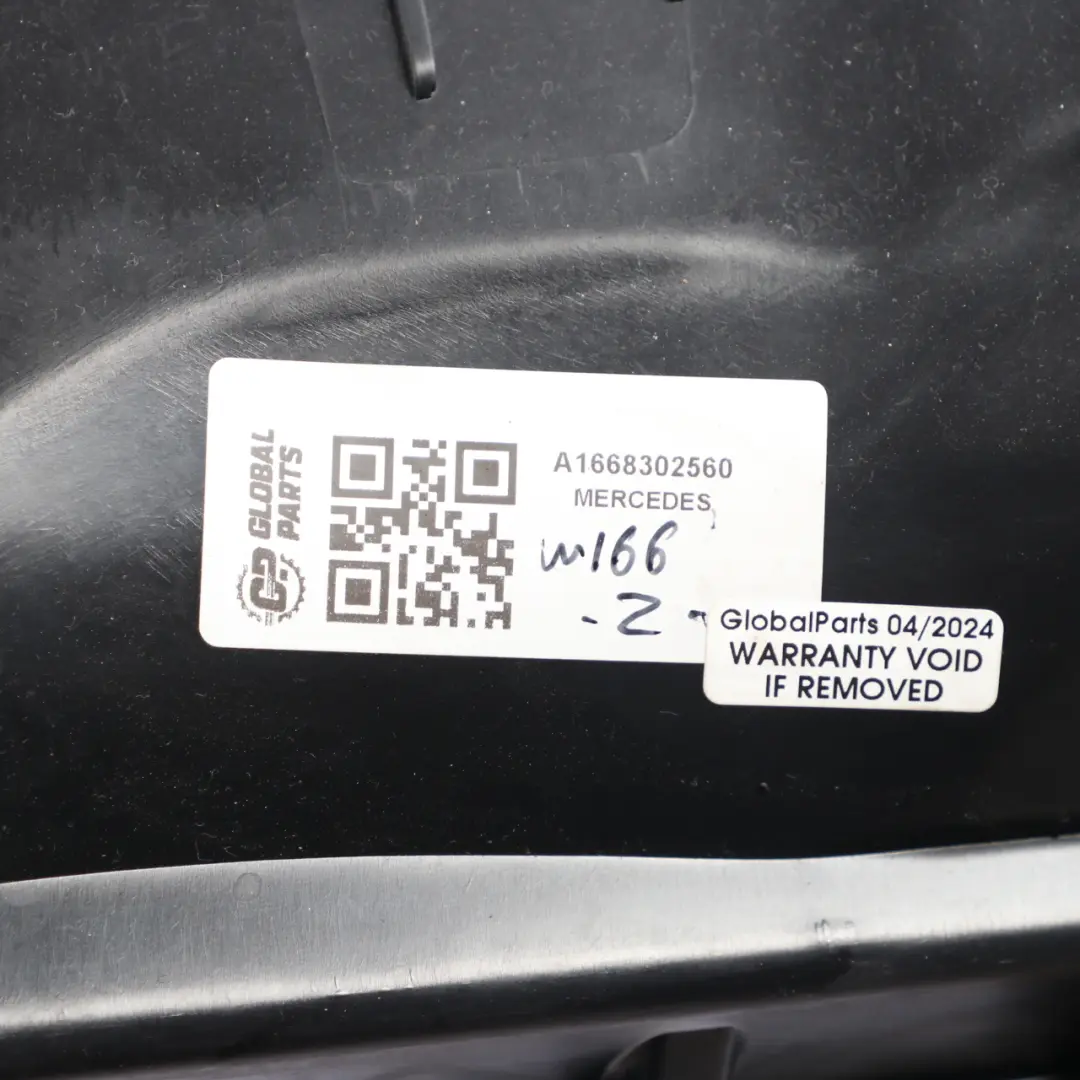 GLOBAL
PARTS
A1668302560
MERCEDES
W166
- Z -
GlobalParts 04/2024
WARRANTY VOID
IF REMOVED